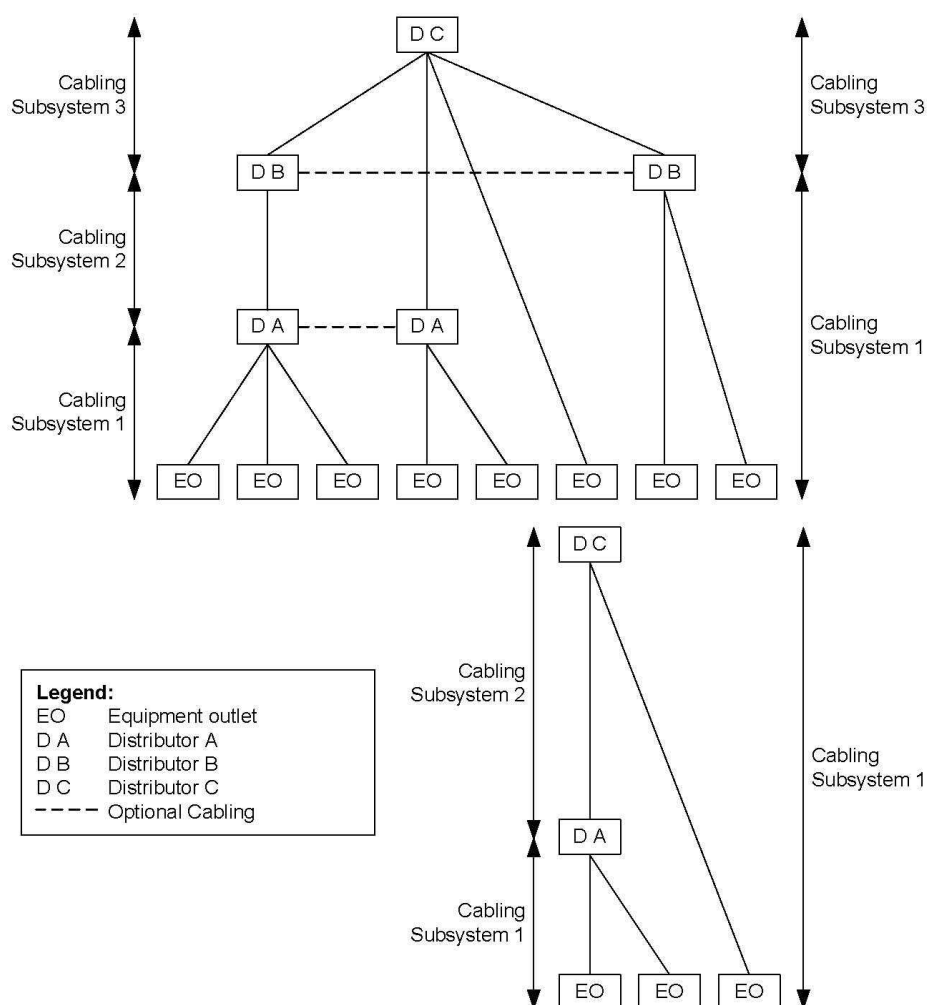 D C
Cabling
Subsystem 3
Cabling
Subsystem 3
D B
D B
Cabling
Subsystem 2
D A
D A
Cabling
Subsystem 1
Cabling
Subsystem 1
EO
EO
EO
EO
EO
EO
EO
EO
D C
Cabling
Subsystem 2
Legend:
EO Equipment outlet
D A Distributor A
D B Distributor B
D C Distributor C
Optional Cabling
Cabling
Subsystem 1
D A
Cabling
Subsystem 1
EO
EO
EO